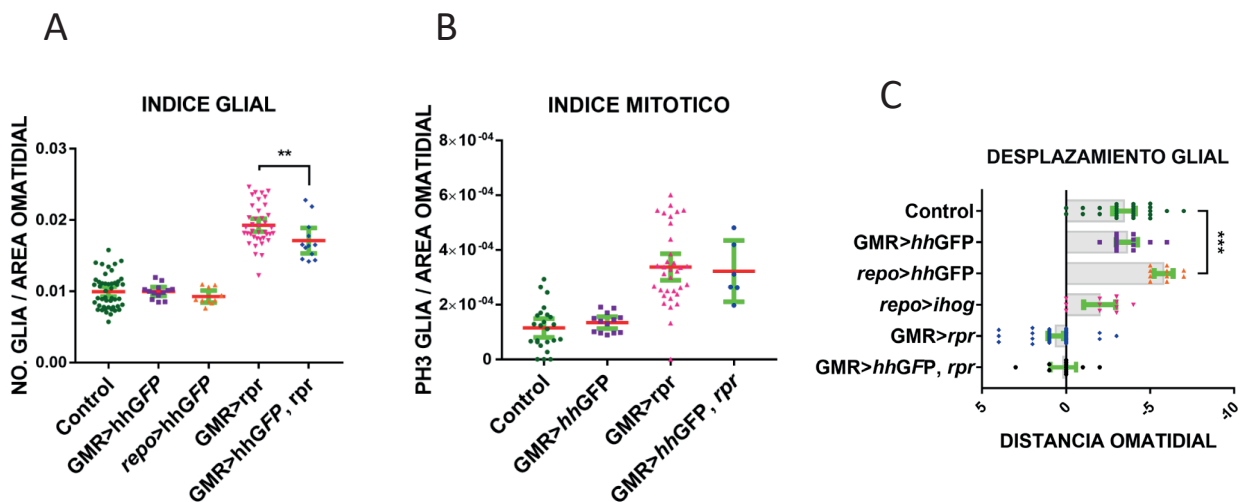 A
INDICE GLIAL
NO. GLIA / AREA OMATIDIAL
0.03
0.02
0.01
0.00
**
Control
GMR>hhGFP
repo>hhGFP
GMR>rpr
GMR>hhGFP, rpr
B
INDICE MITOTICO
PH3 GLIA / AREA OMATIDIAL
8×10⁻⁰⁴
6×10⁻⁰⁴
4×10⁻⁰⁴
2×10⁻⁰⁴
0
Control
GMR>hhGFP
GMR>rpr
GMR>hhGFP, rpr
C
DESPLAZAMIENTO GLIAL
Control
GMR>hhGFP
repo>hhGFP
repo>ihog
GMR>rpr
GMR>hhGFP, rpr
***
5
0
-5
-10
DISTANCIA OMATIDIAL